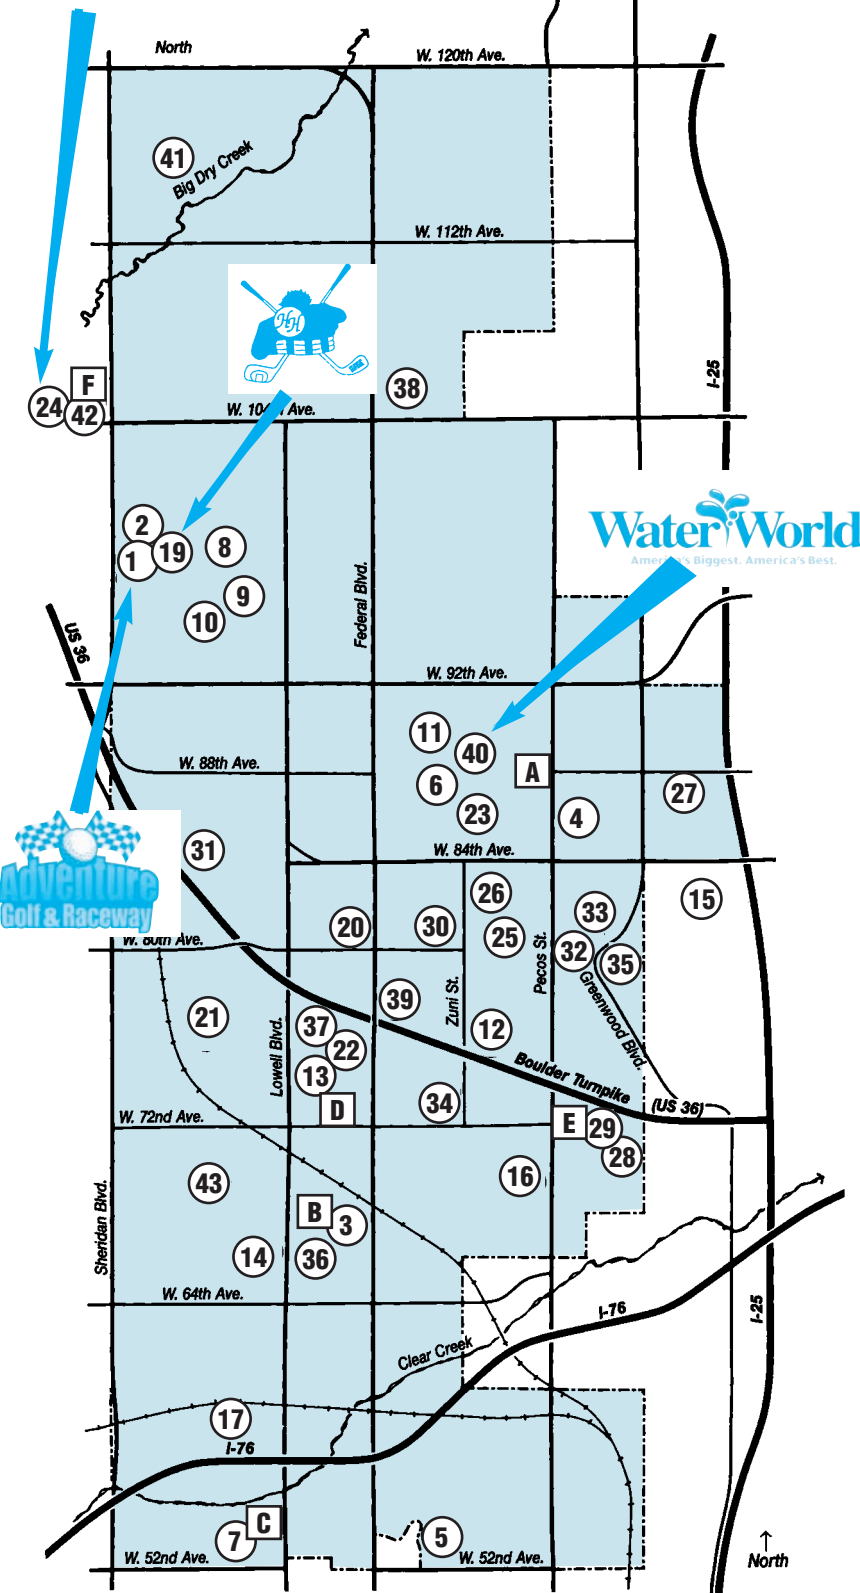 North
W. 120th Ave.
41
Big Dry Creek
W. 112th Ave.
HH
I-25
F
24
42
38
W. 104th Ave.
2
1
19
8
9
10
Water World
America's Biggest. America's Best.
Federal Blvd.
US 36
W. 92th Ave.
11
40
A
6
23
4
27
W. 88th Ave.
Adventure
Golf & Raceway
31
W. 84th Ave.
26
33
15
20
30
25
32
35
W. 80th Ave.
Pecos St.
Zuni St.
Greenwood Blvd.
21
39
37
22
12
13
Lowell Blvd.
D
34
Boulder Turnpike
(US 36)
W. 72nd Ave.
E
29
28
43
16
B
3
Sheridan Blvd.
14
36
W. 64th Ave.
I-76
I-25
Clear Creek
17
I-76
C
7
5
W. 52nd Ave.
W. 52nd Ave.
North